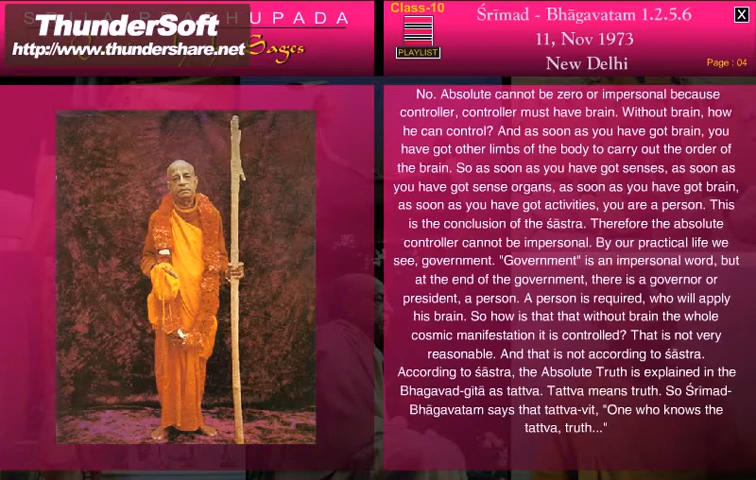 ThunderSoft
http://www.thundershare.net
HUPADA
Sages
Class-10
PLAYLIST
Śrīmad - Bhāgavatam 1.2.5.6
11, Nov 1973
New Delhi
Page : 04
X
No. Absolute cannot be zero or impersonal because
controller, controller must have brain. Without brain, how
he can control? And as soon as you have got brain, you
have got other limbs of the body to carry out the order of
the brain. So as soon as you have got senses, as soon as
you have got sense organs, as soon as you have got brain,
as soon as you have got activities, you are a person. This
is the conclusion of the śāstra. Therefore the absolute
controller cannot be impersonal. By our practical life we
see, government. "Government" is an impersonal word, but
at the end of the government, there is a governor or
president, a person. A person is required, who will apply
his brain. So how is that that without brain the whole
cosmic manifestation it is controlled? That is not very
reasonable. And that is not according to śāstra.
According to śāstra, the Absolute Truth is explained in the
Bhagavad-gītā as tattva. Tattva means truth. So Śrīmad-
Bhāgavatam says that tattva-vit, "One who knows the
tattva, truth..."